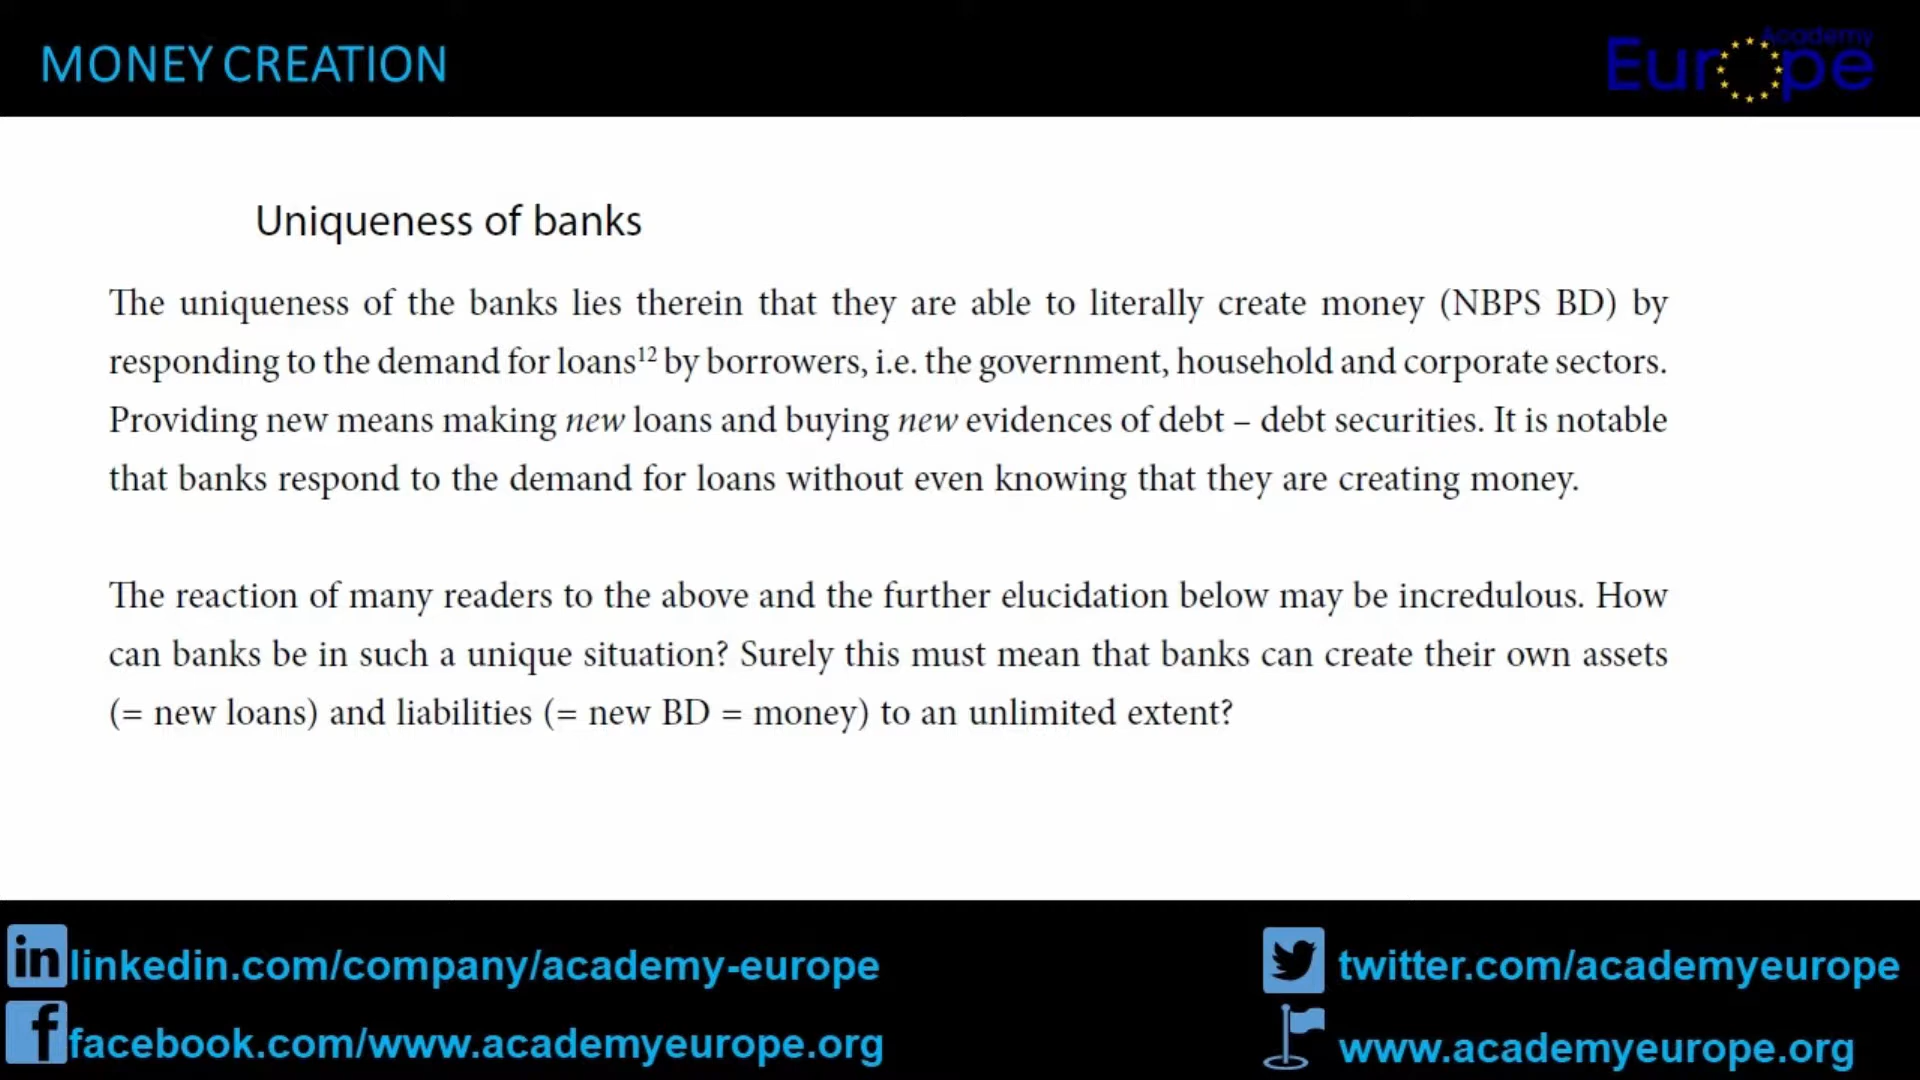 MONEY CREATION
Academy
Europe
Uniqueness of banks
The uniqueness of the banks lies therein that they are able to literally create money (NBPS BD) by
responding to the demand for loans¹² by borrowers, i.e. the government, household and corporate sectors.
Providing new means making new loans and buying new evidences of debt – debt securities. It is notable
that banks respond to the demand for loans without even knowing that they are creating money.
The reaction of many readers to the above and the further elucidation below may be incredulous. How
can banks be in such a unique situation? Surely this must mean that banks can create their own assets
(= new loans) and liabilities (= new BD = money) to an unlimited extent?
in linkedin.com/company/academy-europe
twitter.com/academyeurope
f facebook.com/www.academyeurope.org
www.academyeurope.org